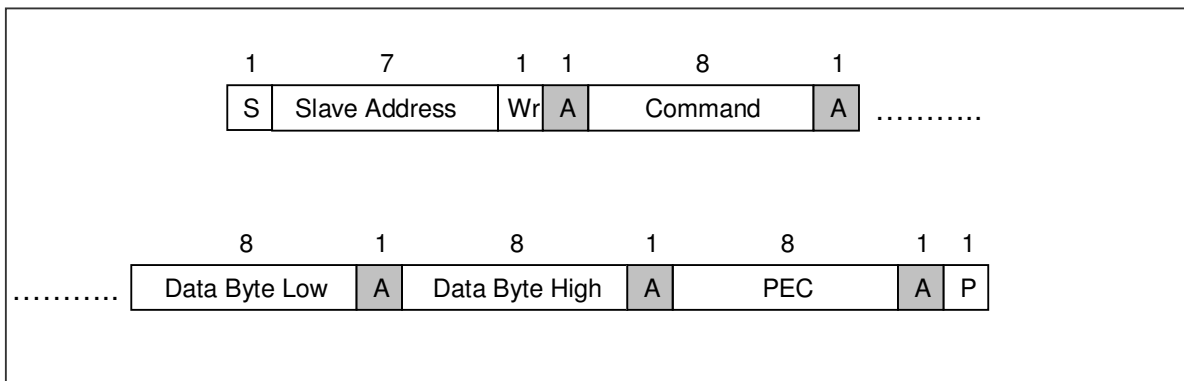 1 7 1 1 8 1
S Slave Address Wr A Command A ………..
8 1 8 1 8 1 1
……….. Data Byte Low A Data Byte High A PEC A P